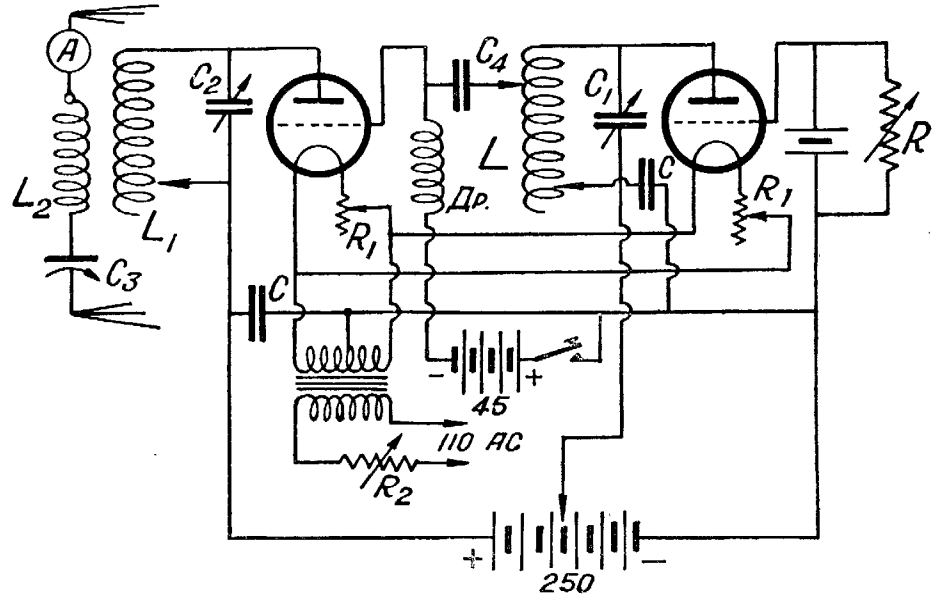 A
C2
C4
C1
L2
L1
R1
Др.
L
C
R1
R
C3
C
- +
45
110 AC
R2
+ -
250